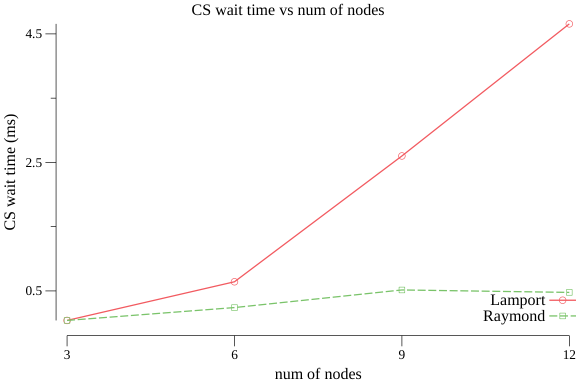 CS wait time vs num of nodes
CS wait time (ms)
4.5
2.5
0.5
Lamport
Raymond
3
6
9
12
num of nodes